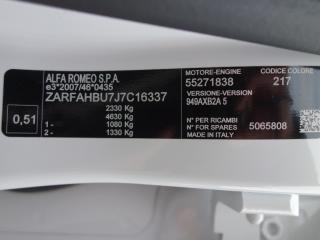 ALFA ROMEO S.P.A.
e3*2007/46*0435
ZARFAHBU7J7C16337
2330 Kg
4630 Kg
1 - 1080 Kg
2 - 1330 Kg
0,51
MOTORE-ENGINE
55271838
VERSIONE-VERSION
949AXB2A 5
CODICE COLORE
217
N° PER RICAMBI
N° FOR SPARES
MADE IN ITALY
5065808